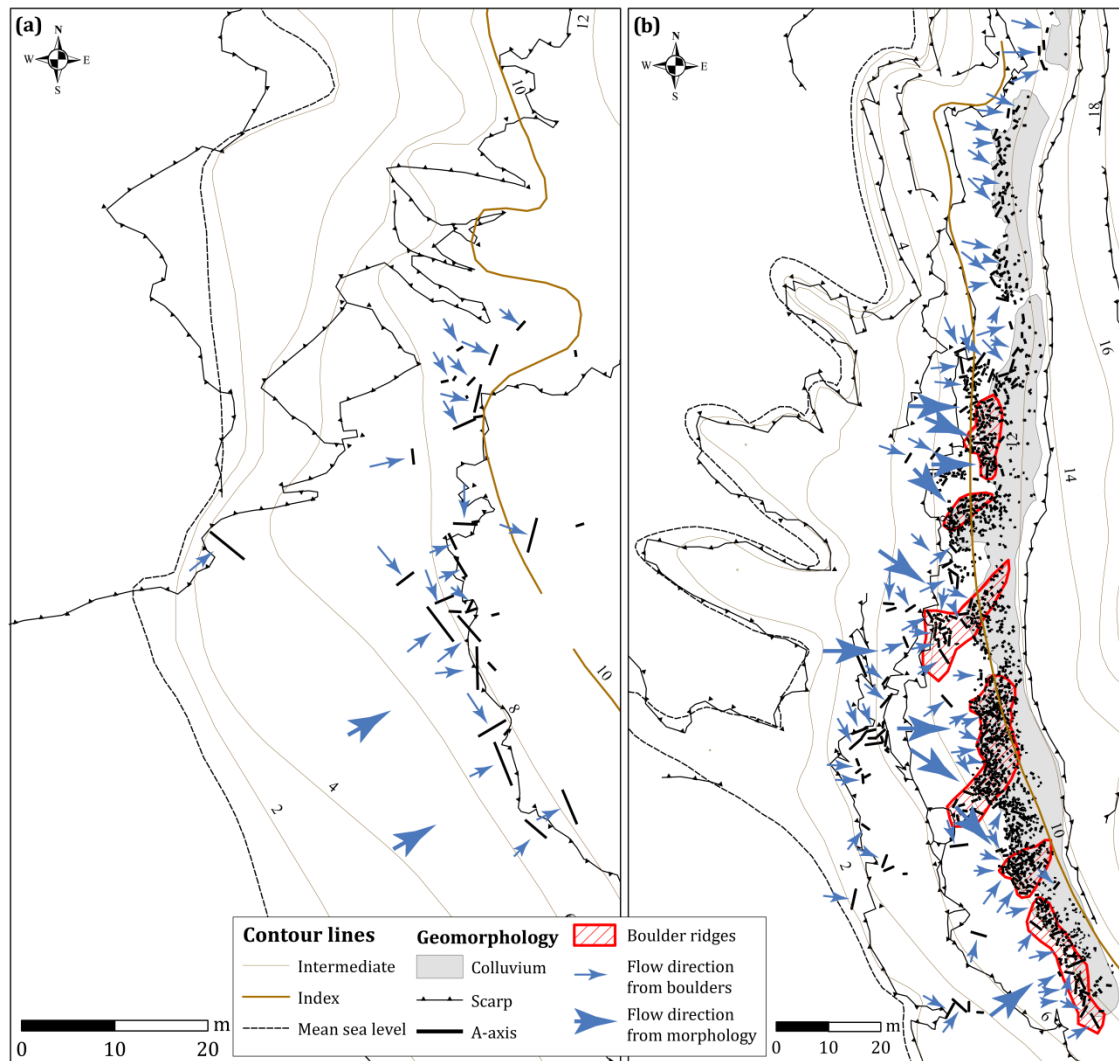 (a)
N
W E
S
12
10
8
10
4
2
0 10 20 m
(b)
N
W E
S
18
4
16
12
14
10
2
6
0 10 20 m
Contour lines
Intermediate
Index
Mean sea level
Geomorphology
Colluvium
Scarp
A-axis
Boulder ridges
Flow direction
from boulders
Flow direction
from morphology